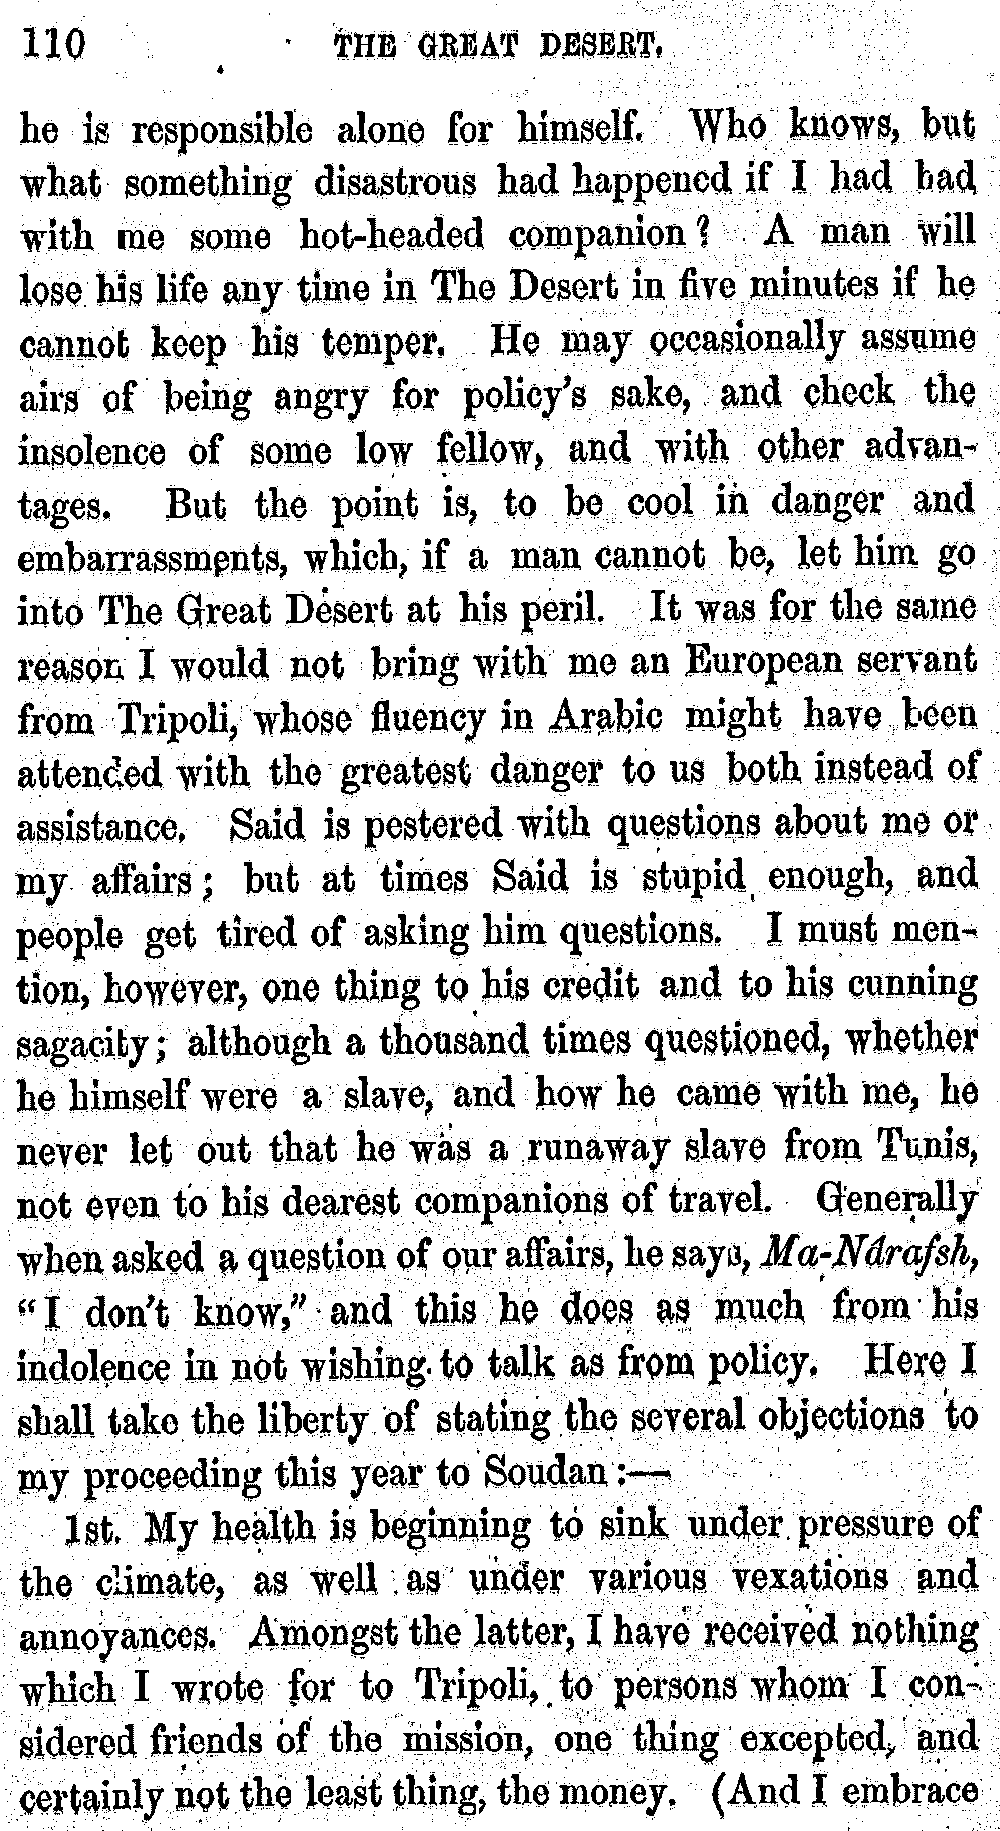 110 THE GREAT DESERT.
he is responsible alone for himself. Who knows, but
what something disastrous had happened if I had had
with me some hot-headed companion? A man will
lose his life any time in The Desert in five minutes if he
cannot keep his temper. He may occasionally assume
airs of being angry for policy's sake, and check the
insolence of some low fellow, and with other advan-
tages. But the point is, to be cool in danger and
embarrassments, which, if a man cannot be, let him go
into The Great Desert at his peril. It was for the same
reason I would not bring with me an European servant
from Tripoli, whose fluency in Arabic might have been
attended with the greatest danger to us both instead of
assistance. Said is pestered with questions about me or
my affairs; but at times Said is stupid enough, and
people get tired of asking him questions. I must men-
tion, however, one thing to his credit and to his cunning
sagacity; although a thousand times questioned, whether
he himself were a slave, and how he came with me, he
never let out that he was a runaway slave from Tunis,
not even to his dearest companions of travel. Generally
when asked a question of our affairs, he says, Ma-Ndrafsh,
"I don't know," and this he does as much from his
indolence in not wishing to talk as from policy. Here I
shall take the liberty of stating the several objections to
my proceeding this year to Soudan:—
1st. My health is beginning to sink under pressure of
the climate, as well as under various vexations and
annoyances. Amongst the latter, I have received nothing
which I wrote for to Tripoli, to persons whom I con-
sidered friends of the mission, one thing excepted, and
certainly not the least thing, the money. (And I embrace